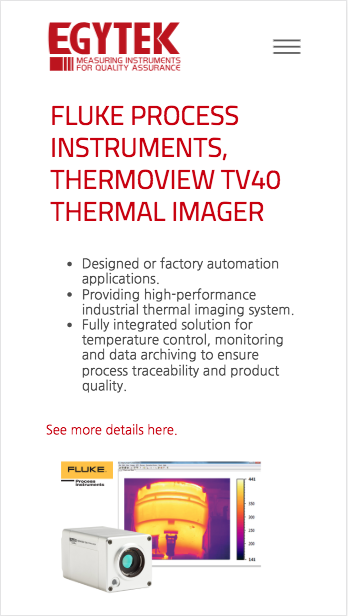 EGYTEK
MEASURING INSTRUMENTS
FOR QUALITY ASSURANCE
FLUKE PROCESS
INSTRUMENTS,
THERMOVIEW TV40
THERMAL IMAGER
• Designed or factory automation
applications.
• Providing high-performance
industrial thermal imaging system.
• Fully integrated solution for
temperature control, monitoring
and data archiving to ensure
process traceability and product
quality.
See more details here.
FLUKE
Process
Instruments